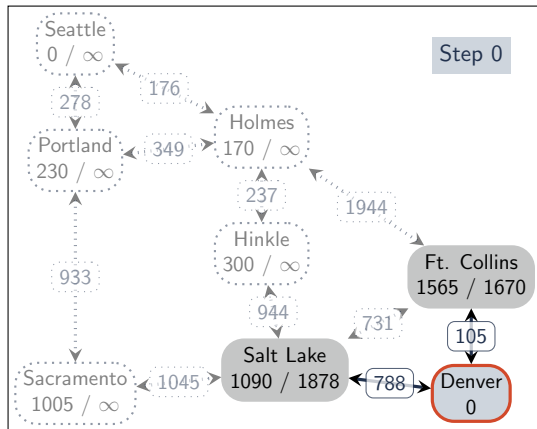 Seattle
0 / ∞
Step 0
278
176
Holmes
170 / ∞
Portland
230 / ∞
349
237
1944
Hinkle
300 / ∞
Ft. Collins
1565 / 1670
933
944
731
105
Salt Lake
1090 / 1878
Sacramento
1005 / ∞
1045
788
Denver
0